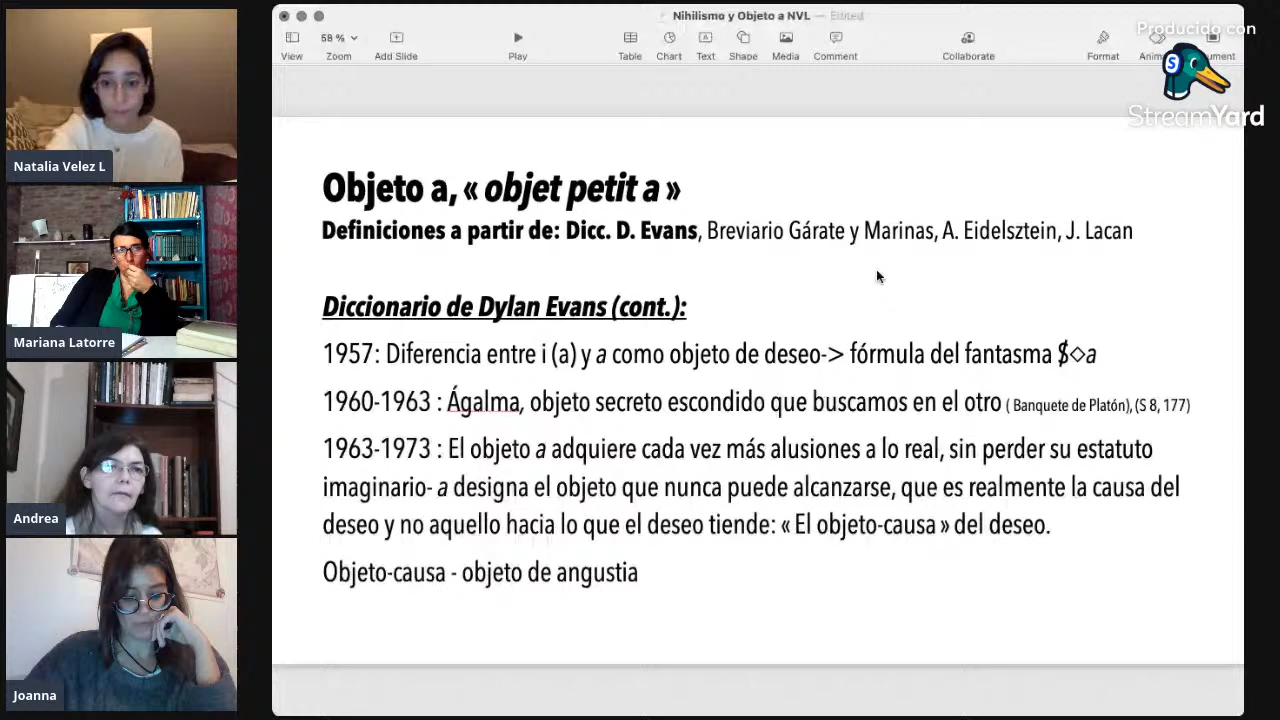 Nihilismo y Objeto a NVL — Edited
58 %
View
Zoom
Add Slide
Play
Table
Chart
Text
Shape
Media
Comment
Collaborate
Format
Producido con
StreamYard
Objeto a, « objet petit a »
Definiciones a partir de: Dicc. D. Evans, Breviario Gárate y Marinas, A. Eidelsztein, J. Lacan
Diccionario de Dylan Evans (cont.):
1957: Diferencia entre i (a) y a como objeto de deseo-> fórmula del fantasma $◇a
1960-1963 : Ágalma, objeto secreto escondido que buscamos en el otro ( Banquete de Platón), (S 8, 177)
1963-1973 : El objeto a adquiere cada vez más alusiones a lo real, sin perder su estatuto
imaginario- a designa el objeto que nunca puede alcanzarse, que es realmente la causa del
deseo y no aquello hacia lo que el deseo tiende: « El objeto-causa » del deseo.
Objeto-causa - objeto de angustia
Natalia Velez L
Mariana Latorre
Andrea
Joanna